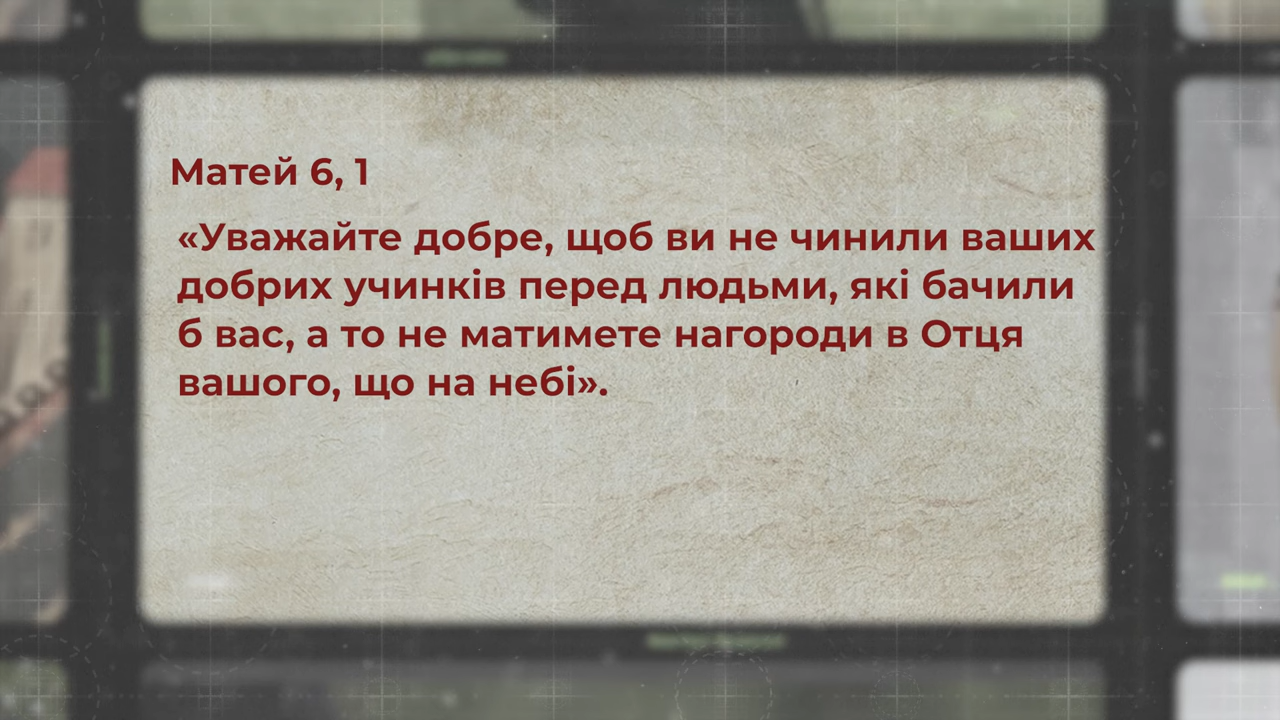 Матей 6, 1
«Уважайте добре, щоб ви не чинили ваших
добрих учинків перед людьми, які бачили
б вас, а то не матимете нагороди в Отця
вашого, що на небі».